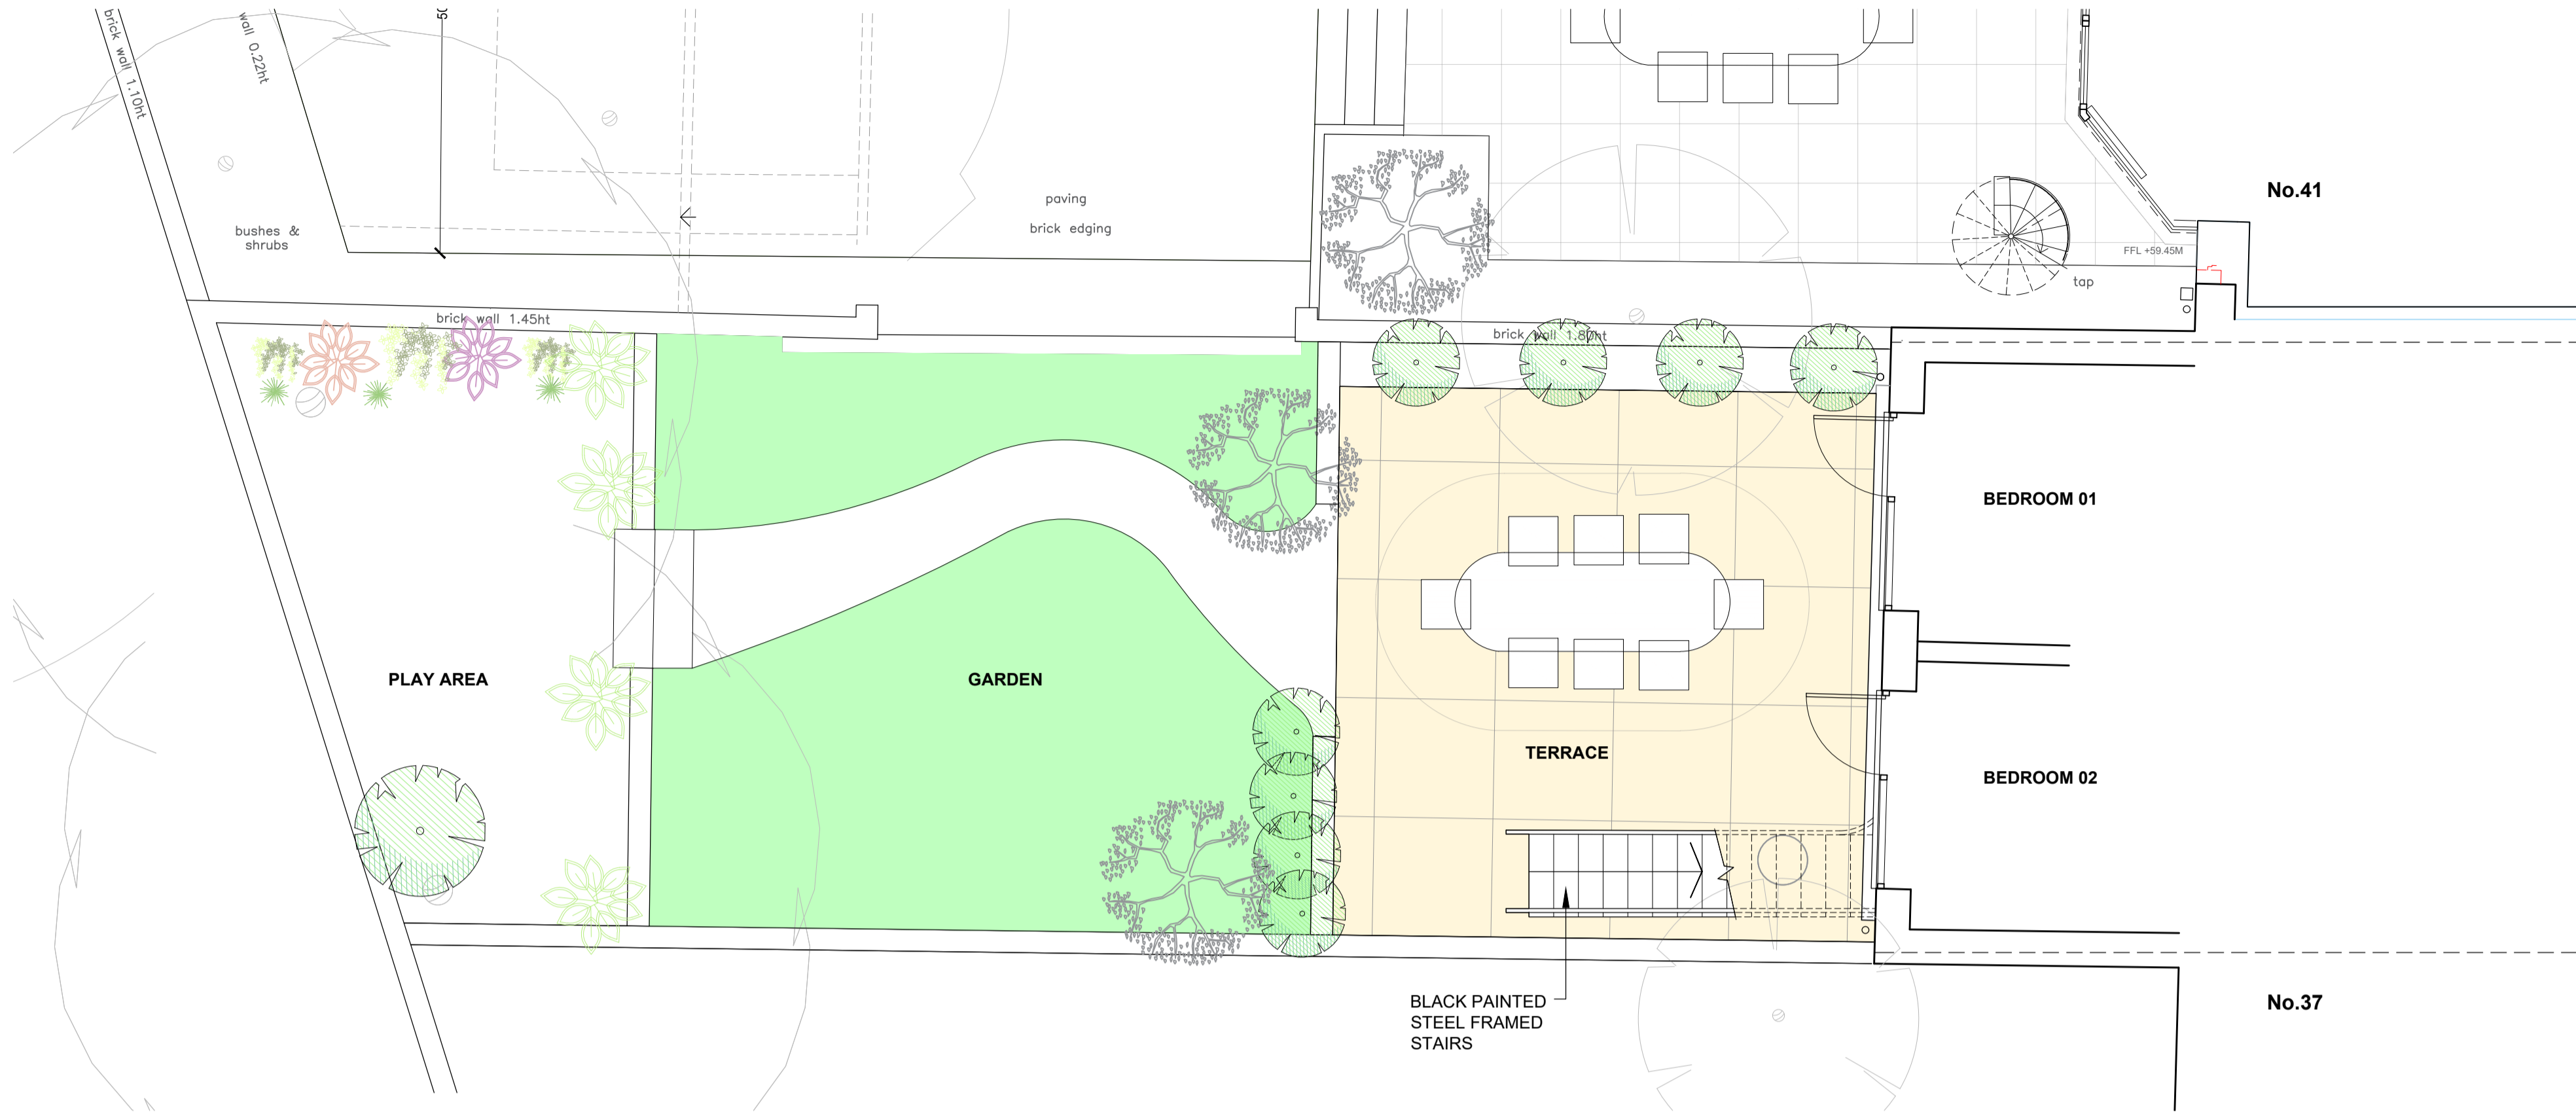 brick wall 1.10ht
wall 0.22ht
bushes &
shrubs
paving
brick edging
No.41
FFL +59.45M
tap
brick wall 1.45ht
brick wall 1.80ht
BEDROOM 01
PLAY AREA
GARDEN
TERRACE
BEDROOM 02
BLACK PAINTED
STEEL FRAMED
STAIRS
No.37